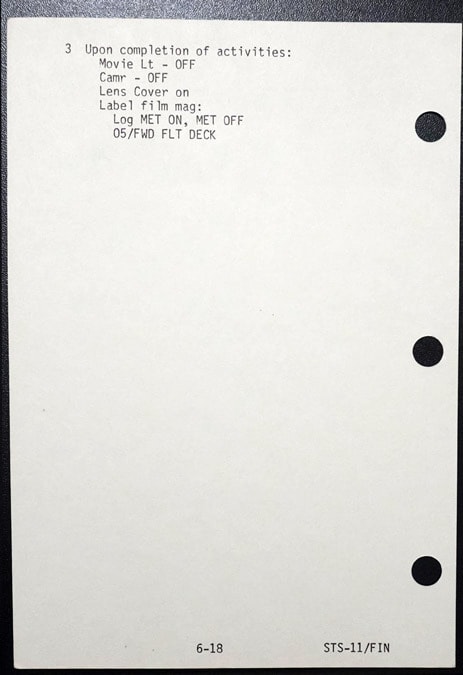 3 Upon completion of activities:
Movie Lt - OFF
Camr - OFF
Lens Cover on
Label film mag:
Log MET ON, MET OFF
05/FWD FLT DECK
6-18 STS-11/FIN